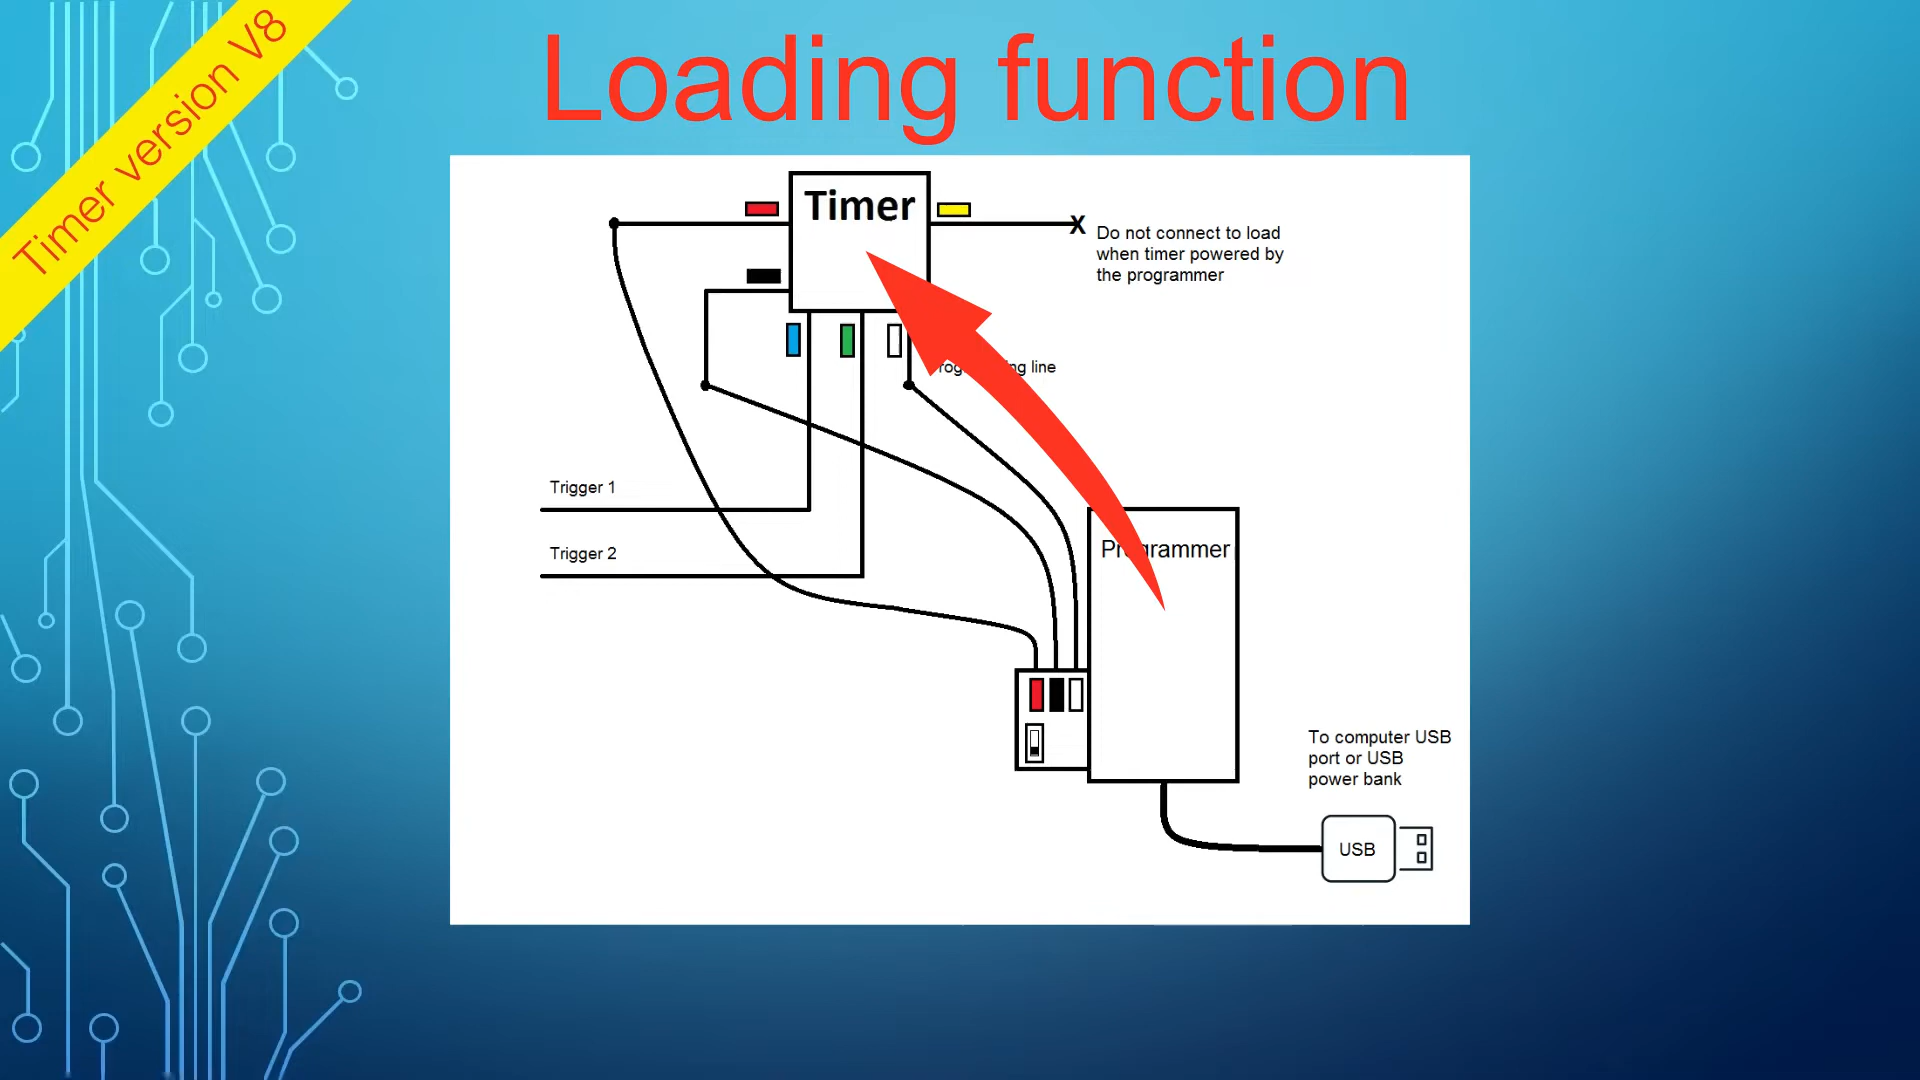 Timer version V8
Loading function
Timer
X
Do not connect to load
when timer powered by
the programmer
line
Trigger 1
Trigger 2
Programmer
To computer USB
port or USB
power bank
USB